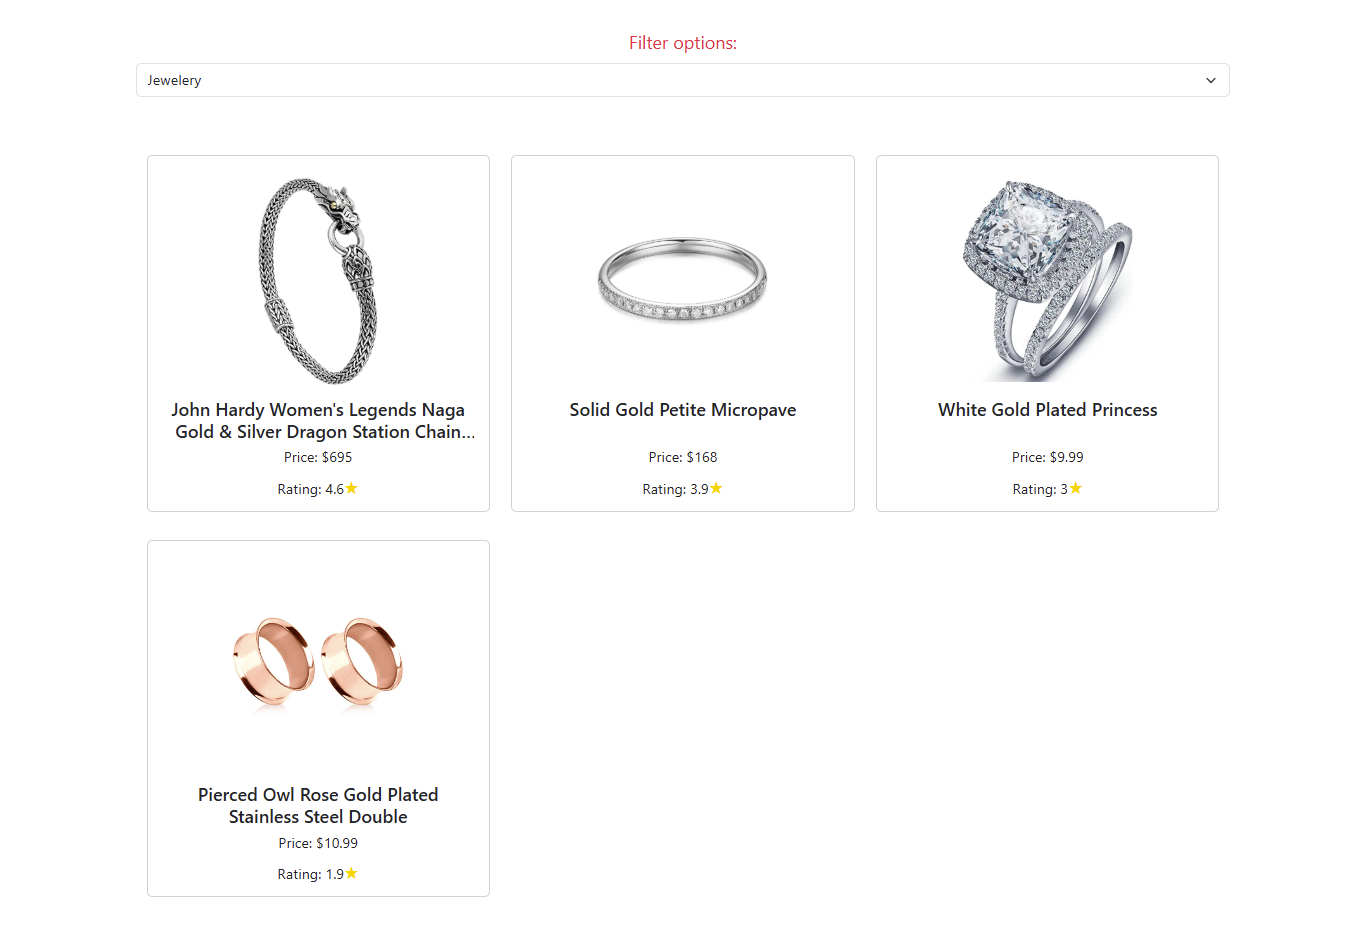 Filter options:
Jewelery
John Hardy Women's Legends Naga
Gold & Silver Dragon Station Chain...
Price: $695
Rating: 4.6★
Solid Gold Petite Micropave
Price: $168
Rating: 3.9★
White Gold Plated Princess
Price: $9.99
Rating: 3★
Pierced Owl Rose Gold Plated
Stainless Steel Double
Price: $10.99
Rating: 1.9★